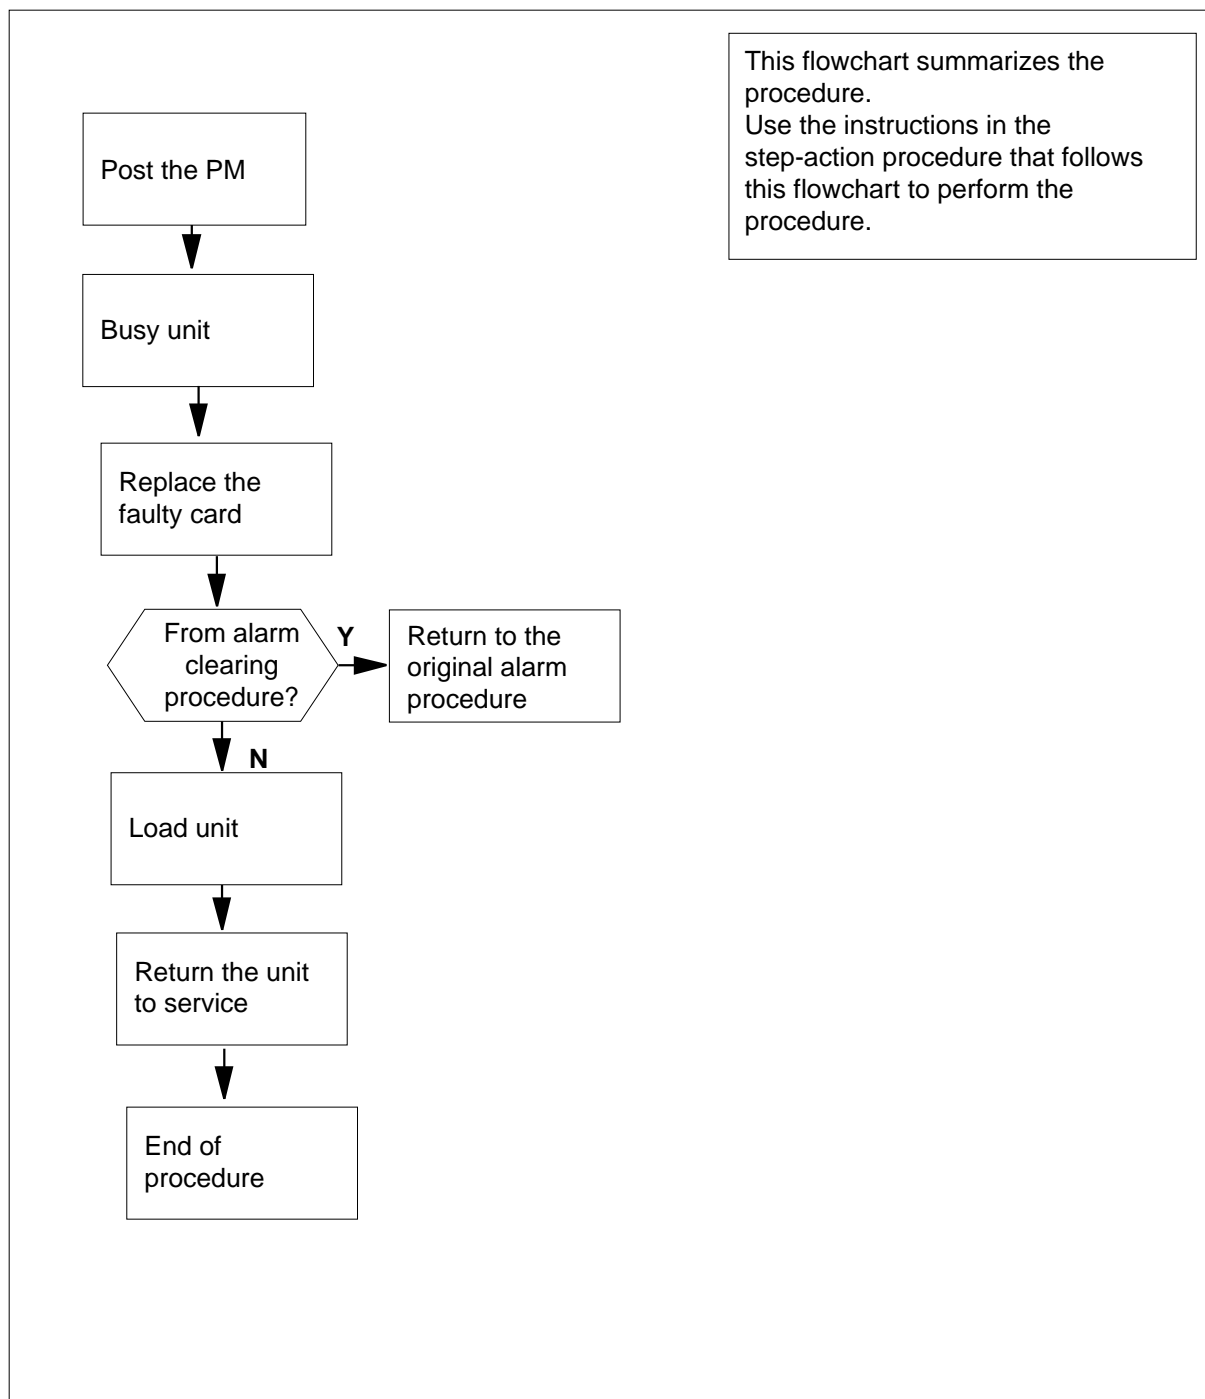 This flowchart summarizes the
procedure.
Use the instructions in the
step-action procedure that follows
this flowchart to perform the
procedure.
Post the PM
Busy unit
Replace the
faulty card
From alarm
clearing
procedure?
Y
Return to the
original alarm
procedure
N
Load unit
Return the unit
to service
End of
procedure